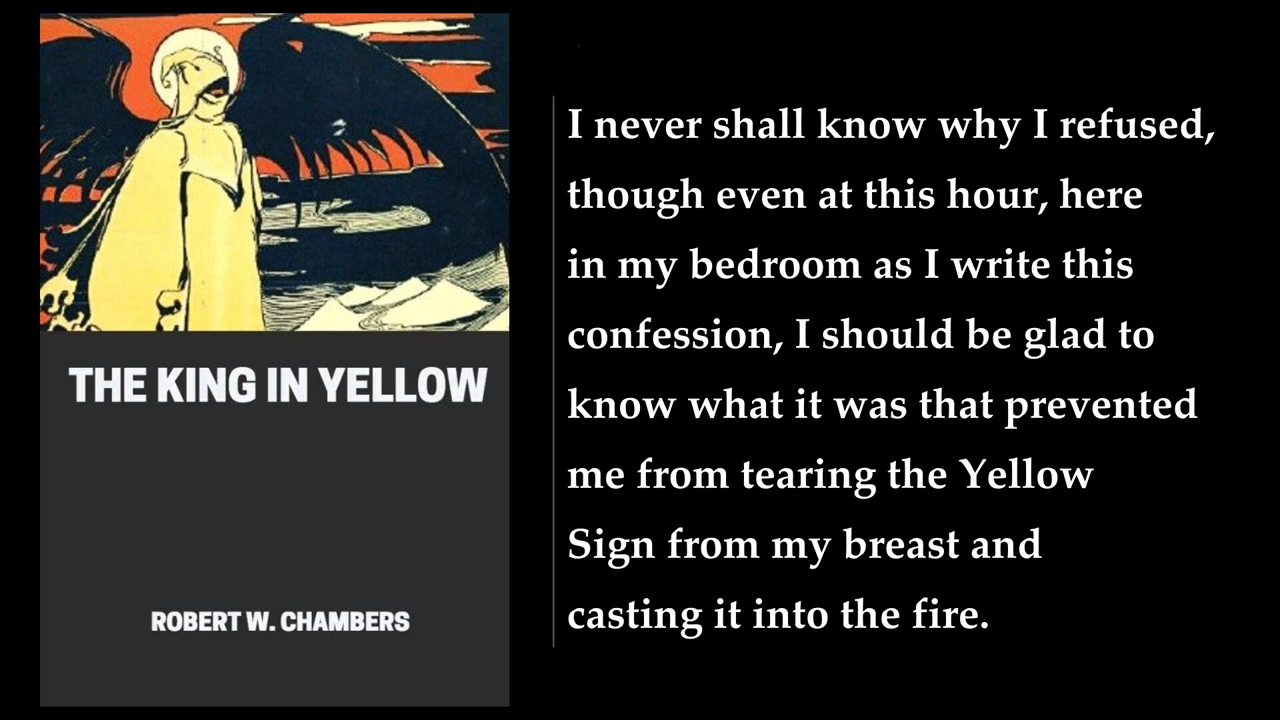 THE KING IN YELLOW
ROBERT W. CHAMBERS
I never shall know why I refused,
though even at this hour, here
in my bedroom as I write this
confession, I should be glad to
know what it was that prevented
me from tearing the Yellow
Sign from my breast and
casting it into the fire.